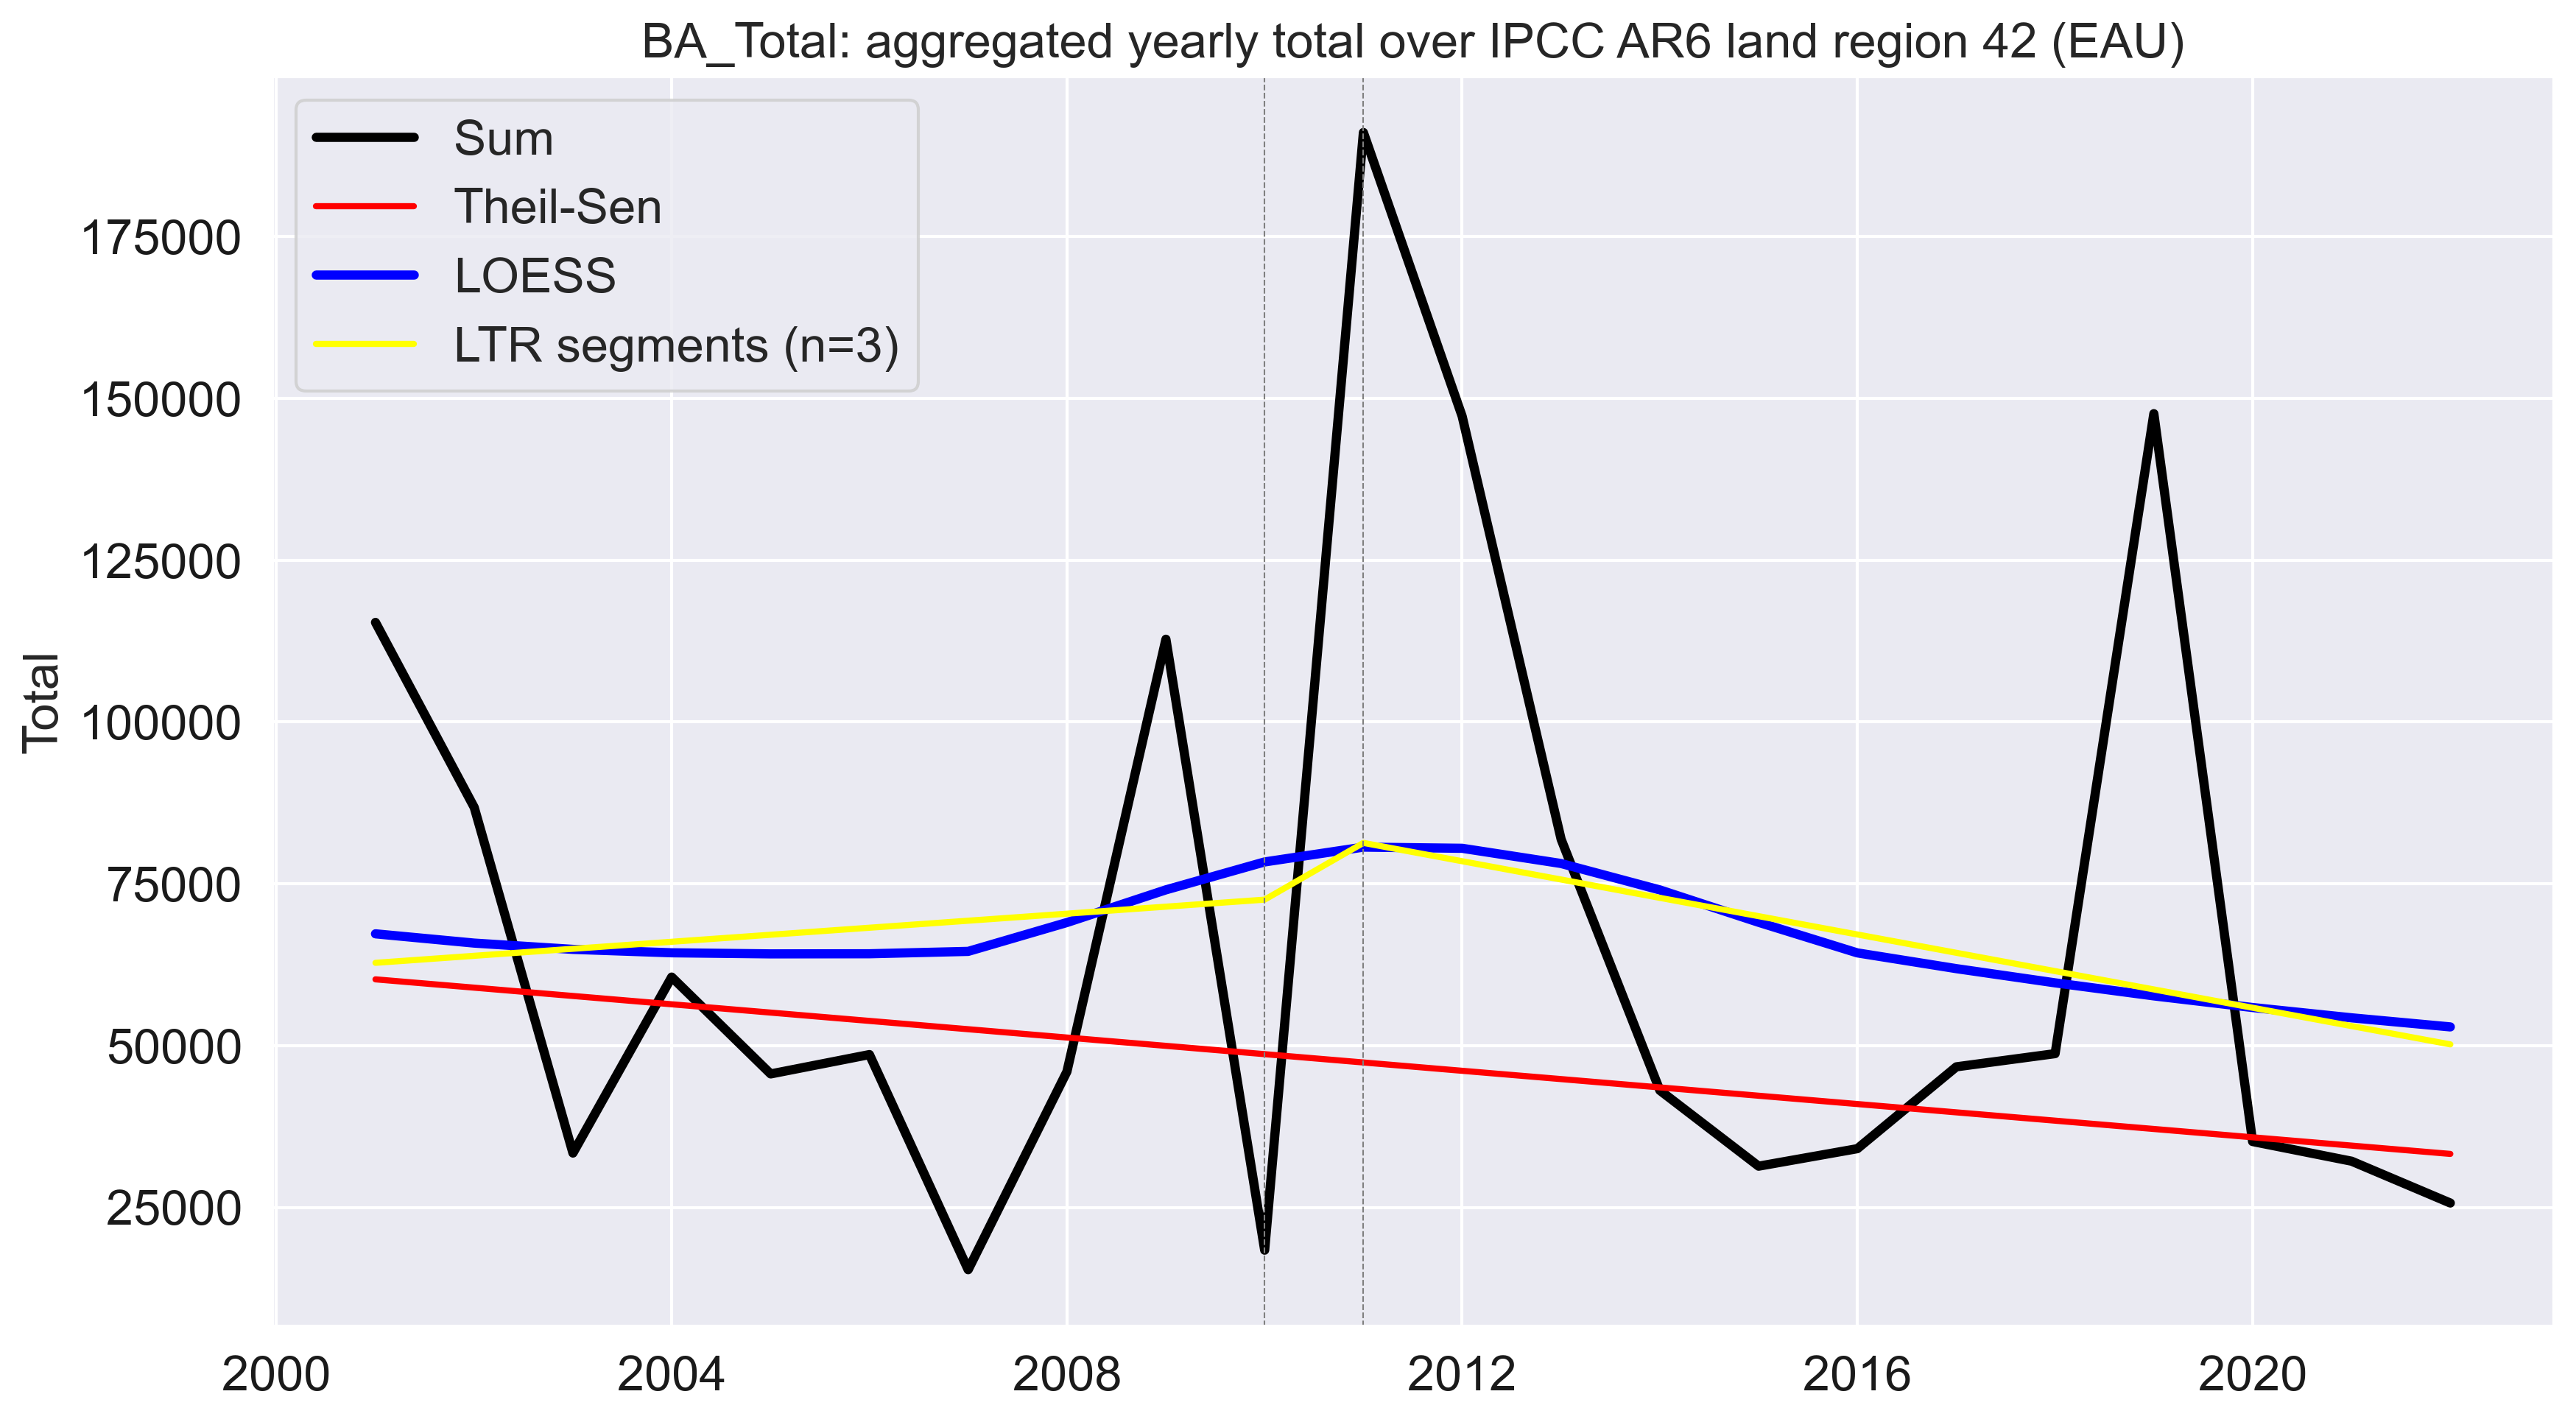 BA_Total: aggregated yearly total over IPCC AR6 land region 42 (EAU)
Sum
Theil-Sen
LOESS
LTR segments (n=3)
Total
175000
150000
125000
100000
75000
50000
25000
2000
2004
2008
2012
2016
2020